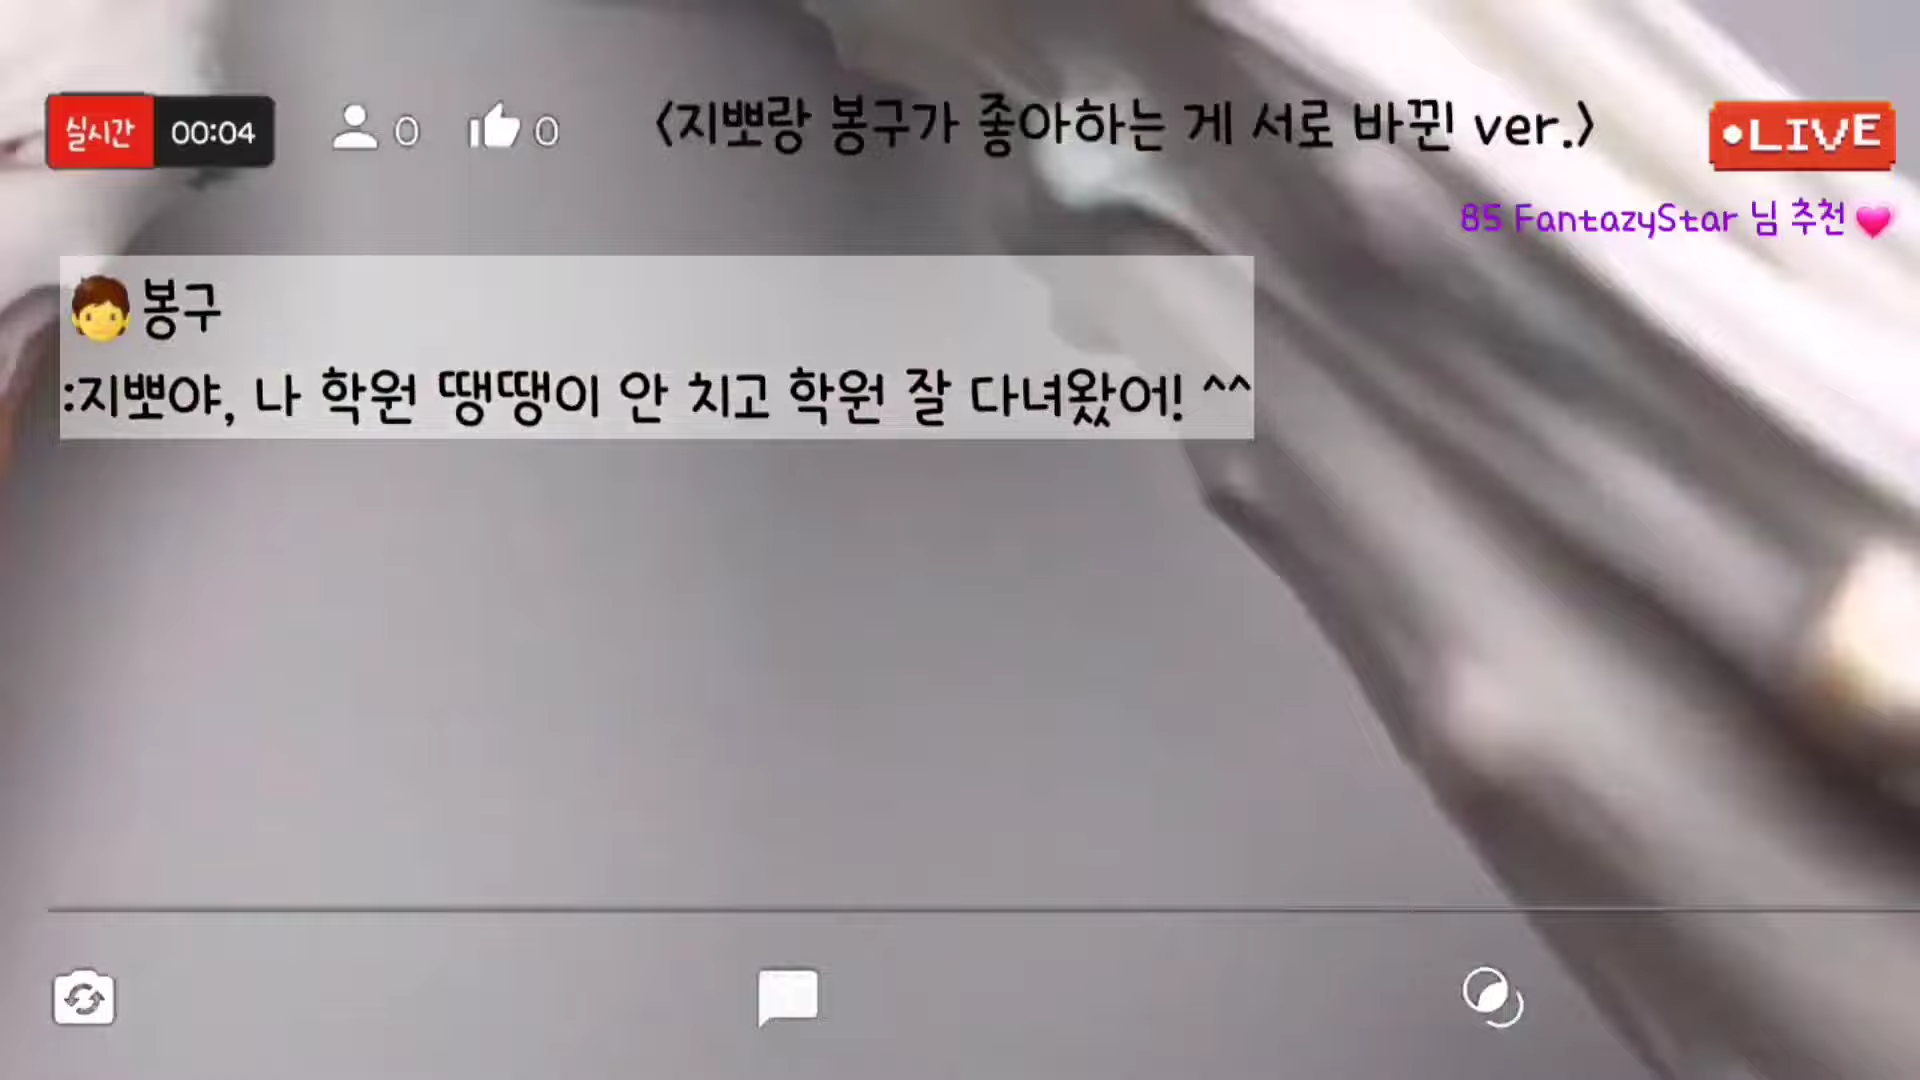 실시간 00:04 0 0 <지뽀랑 봉구가 좋아하는 게 서로 바뀐 ver.> •LIVE
85 FantazyStar 님 추천
봉구
:지뽀야, 나 학원 땡땡이 안 치고 학원 잘 다녀왔어! ^^